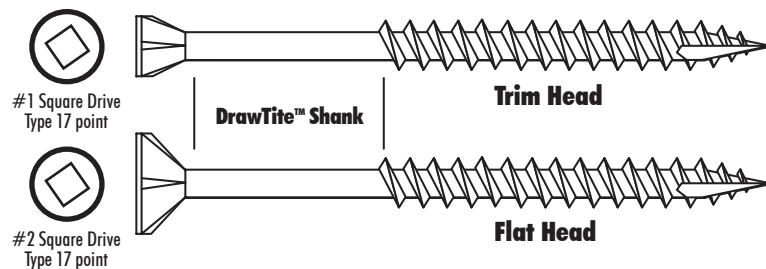 #1 Square Drive
Type 17 point
Trim Head
DrawTite™ Shank
#2 Square Drive
Type 17 point
Flat Head